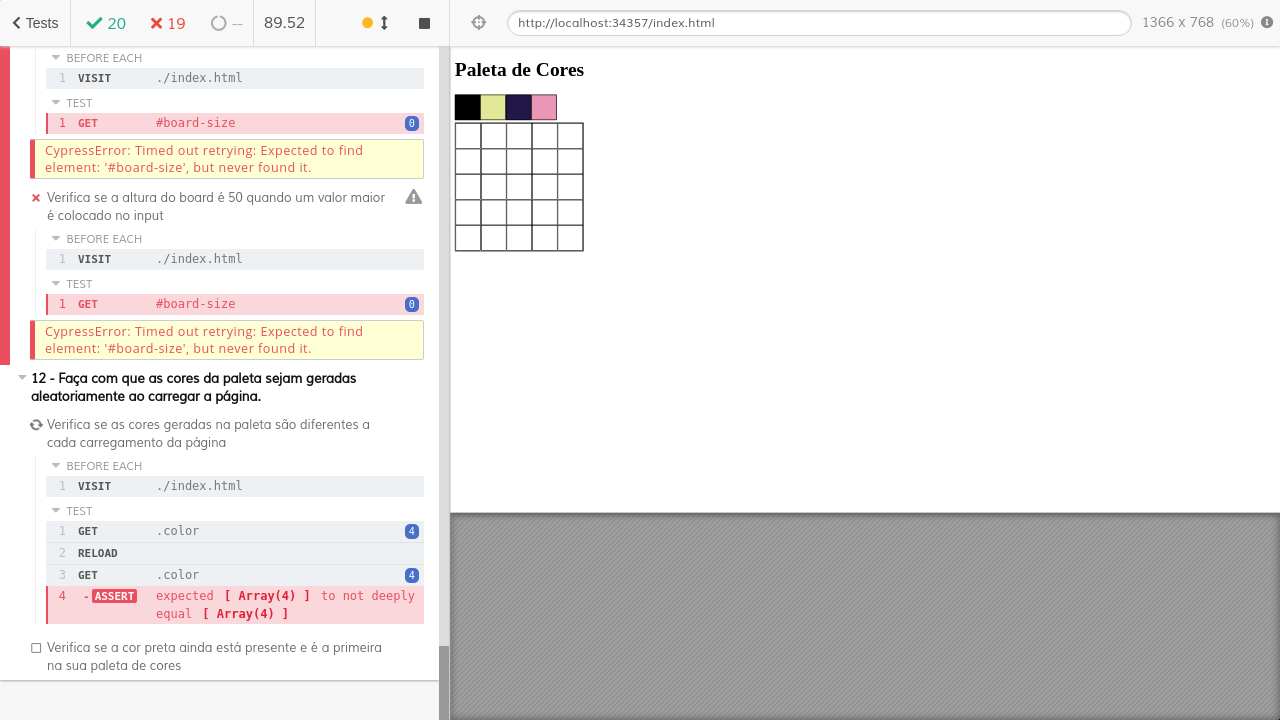 Tests 20 19 -- 89.52 http://localhost:34357/index.html 1366 x 768 (60%)
BEFORE EACH
1 VISIT ./index.html
TEST
1 GET #board-size 0
CypressError: Timed out retrying: Expected to find
element: '#board-size', but never found it.
Verifica se a altura do board é 50 quando um valor maior
é colocado no input
BEFORE EACH
1 VISIT ./index.html
TEST
1 GET #board-size 0
CypressError: Timed out retrying: Expected to find
element: '#board-size', but never found it.
12 - Faça com que as cores da paleta sejam geradas
aleatoriamente ao carregar a página.
Verifica se as cores geradas na paleta são diferentes a
cada carregamento da página
BEFORE EACH
1 VISIT ./index.html
TEST
1 GET .color 4
2 RELOAD
3 GET .color 4
4 -ASSERT expected [ Array(4) ] to not deeply
equal [ Array(4) ]
Verifica se a cor preta ainda está presente e é a primeira
na sua paleta de cores
Paleta de Cores